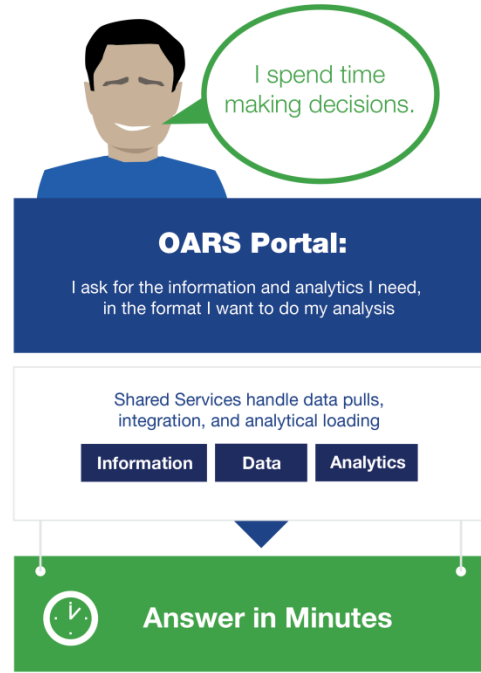 I spend time
making decisions.
OARS Portal:
I ask for the information and analytics I need,
in the format I want to do my analysis
Shared Services handle data pulls,
integration, and analytical loading
Information Data Analytics
Answer in Minutes